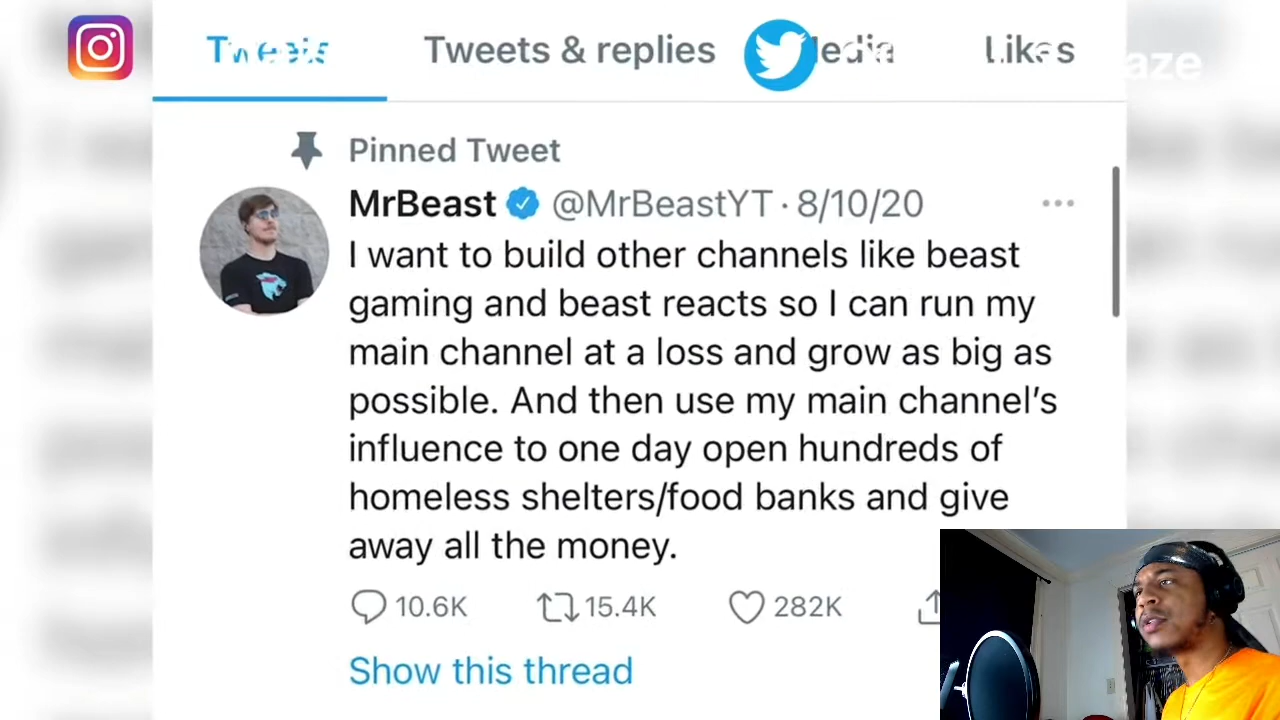 Tweets Tweets & replies Likes
aze
Pinned Tweet
MrBeast @MrBeastYT · 8/10/20
I want to build other channels like beast
gaming and beast reacts so I can run my
main channel at a loss and grow as big as
possible. And then use my main channel’s
influence to one day open hundreds of
homeless shelters/food banks and give
away all the money.
10.6K 15.4K 282K
Show this thread